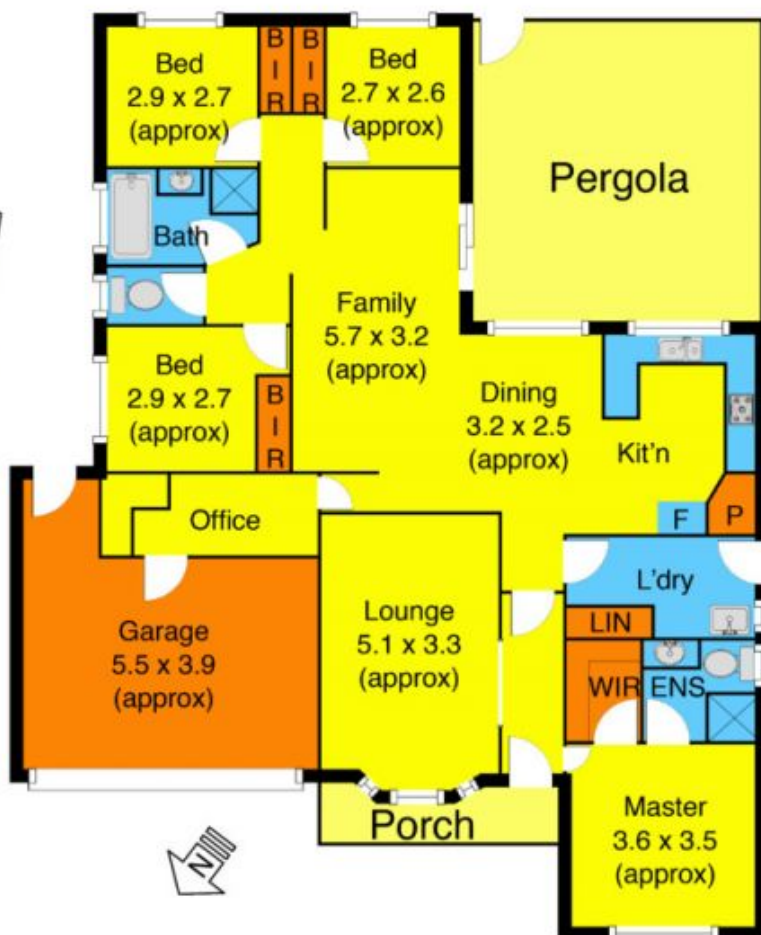 Bed
2.9 x 2.7
(approx)
B
I
R
B
I
R
Bed
2.7 x 2.6
(approx)
Pergola
Bath
Family
5.7 x 3.2
(approx)
Bed
2.9 x 2.7
(approx)
B
I
R
Dining
3.2 x 2.5
(approx)
Kit'n
F
P
Office
L'dry
Garage
5.5 x 3.9
(approx)
Lounge
5.1 x 3.3
(approx)
LIN
WIR
ENS
Porch
Master
3.6 x 3.5
(approx)
N